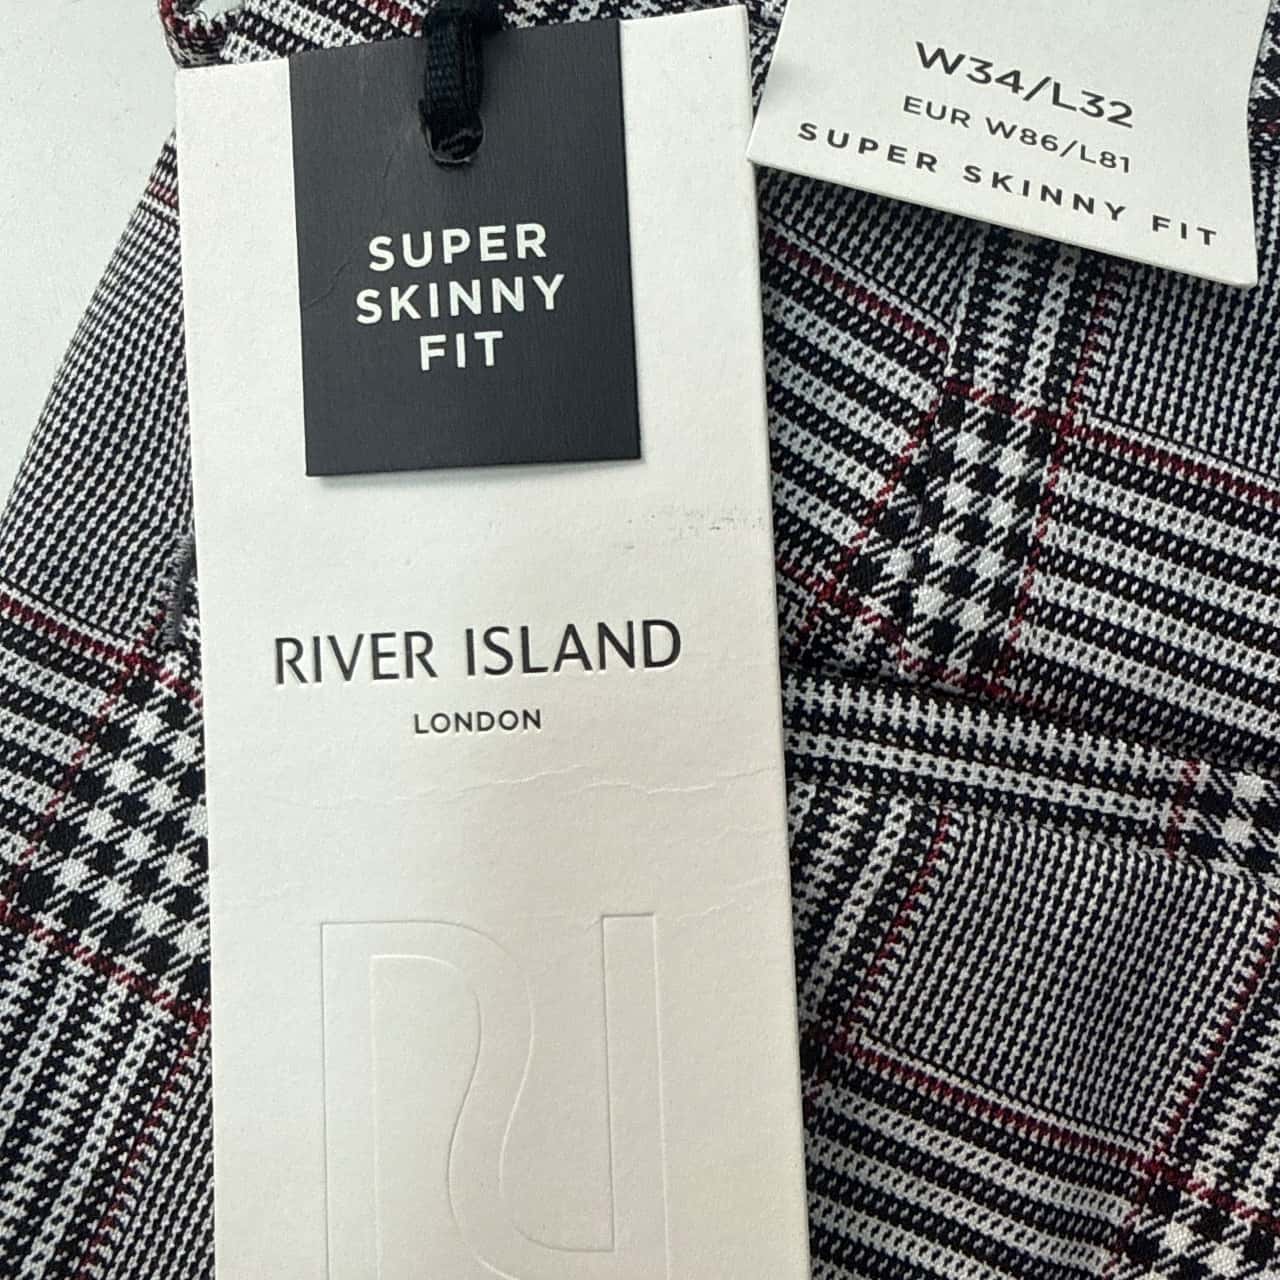 SUPER
SKINNY
FIT
RIVER ISLAND
LONDON
W34/L32
EUR W86/L81
SUPER SKINNY FIT